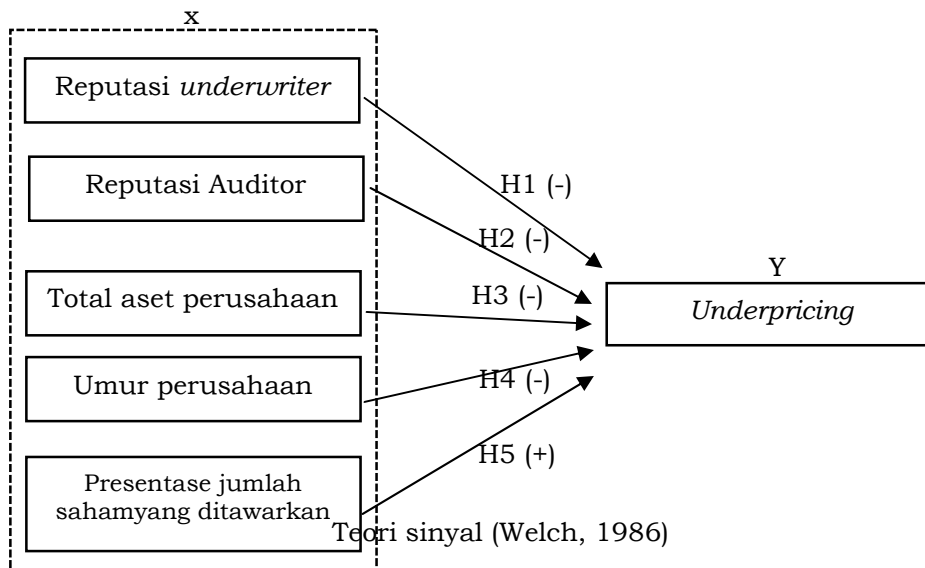 x
Reputasi underwriter
Reputasi Auditor
Total aset perusahaan
Umur perusahaan
Presentase jumlah
sahamyang ditawarkan
H1 (-)
H2 (-)
H3 (-)
H4 (-)
H5 (+)
Y
Underpricing
Teori sinyal (Welch, 1986)